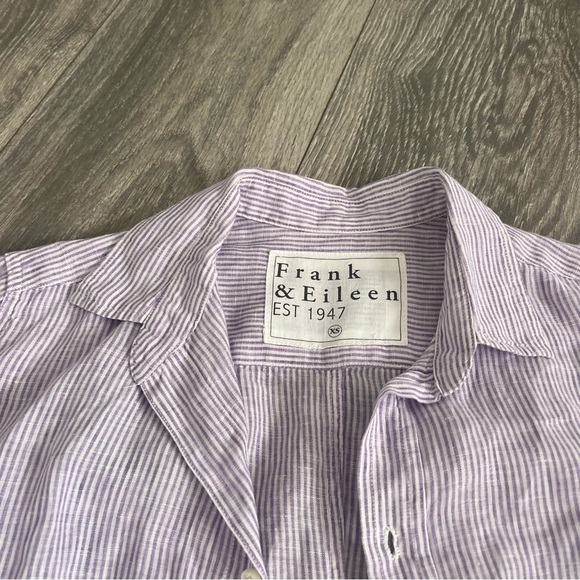 Frank
& Eileen
EST 1947
XS